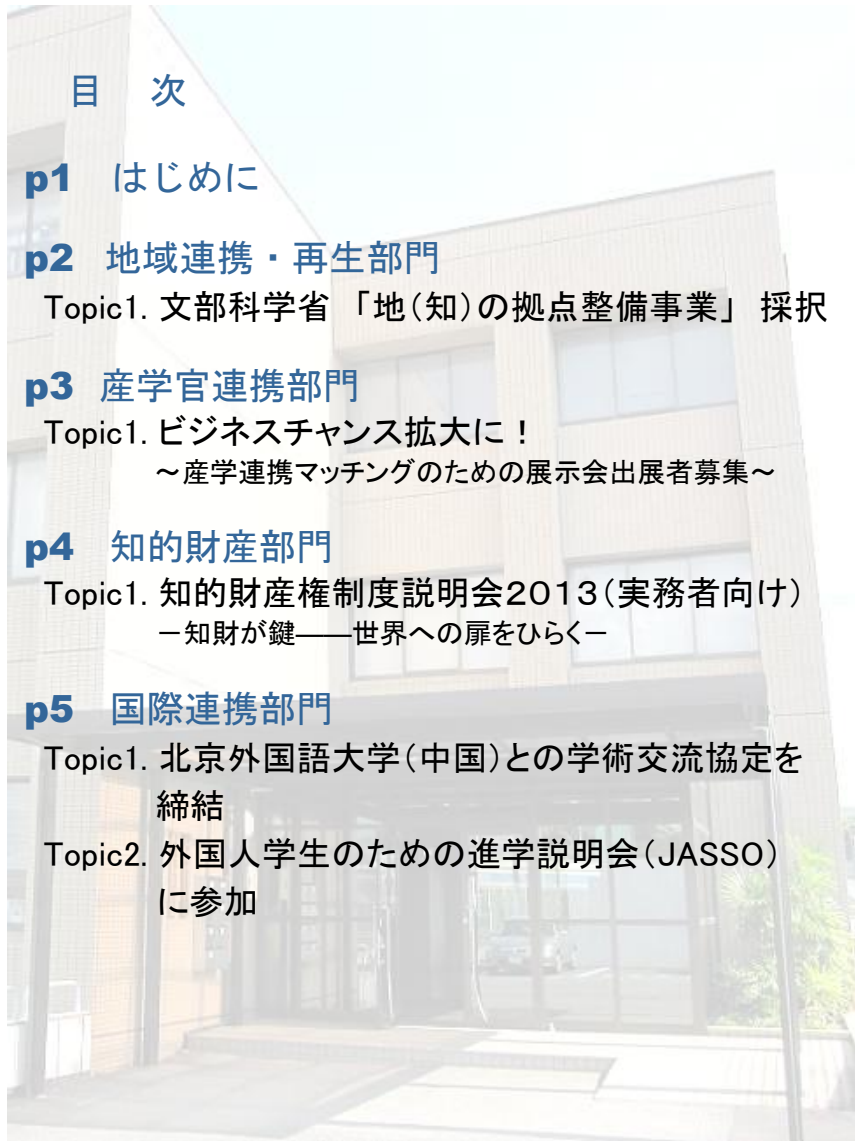 目　次
p1　はじめに
p2　地域連携・再生部門
Topic1. 文部科学省 「地（知）の拠点整備事業」 採択
p3　産学官連携部門
Topic1. ビジネスチャンス拡大に！
～産学連携マッチングのための展示会出展者募集～
p4　知的財産部門
Topic1. 知的財産権制度説明会２０１３（実務者向け）
－知財が鍵――世界への扉をひらく－
p5　国際連携部門
Topic1. 北京外国語大学（中国）との学術交流協定を
締結
Topic2. 外国人学生のための進学説明会（JASSO）
に参加